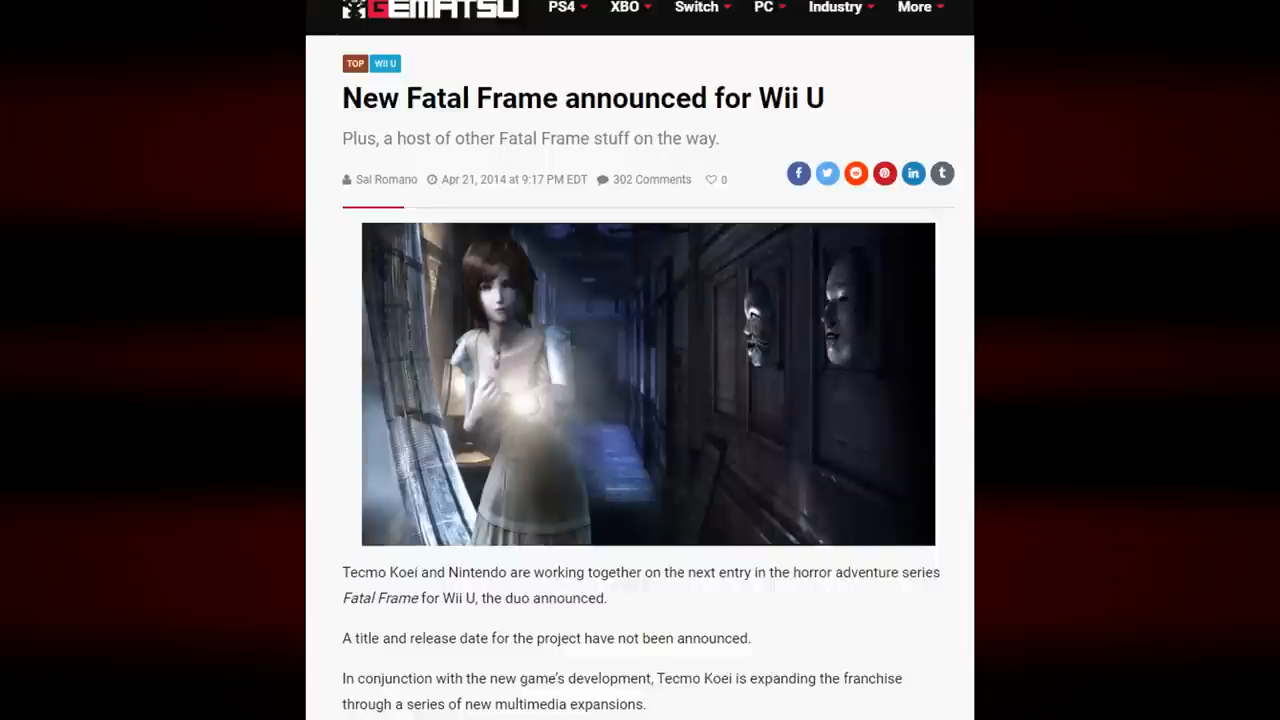 GEMATSU
PS4 XBO Switch PC Industry More
TOP WII U
New Fatal Frame announced for Wii U
Plus, a host of other Fatal Frame stuff on the way.
Sal Romano Apr 21, 2014 at 9:17 PM EDT 302 Comments 0
Tecmo Koei and Nintendo are working together on the next entry in the horror adventure series
Fatal Frame for Wii U, the duo announced.
A title and release date for the project have not been announced.
In conjunction with the new game's development, Tecmo Koei is expanding the franchise
through a series of new multimedia expansions.